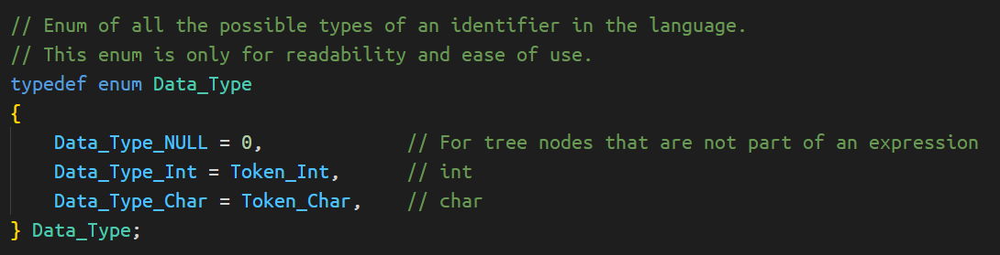 // Enum of all the possible types of an identifier in the language.
// This enum is only for readability and ease of use.
typedef enum Data_Type
{
    Data_Type_NULL = 0,             // For tree nodes that are not part of an expression
    Data_Type_Int = Token_Int,      // int
    Data_Type_Char = Token_Char,    // char
} Data_Type;